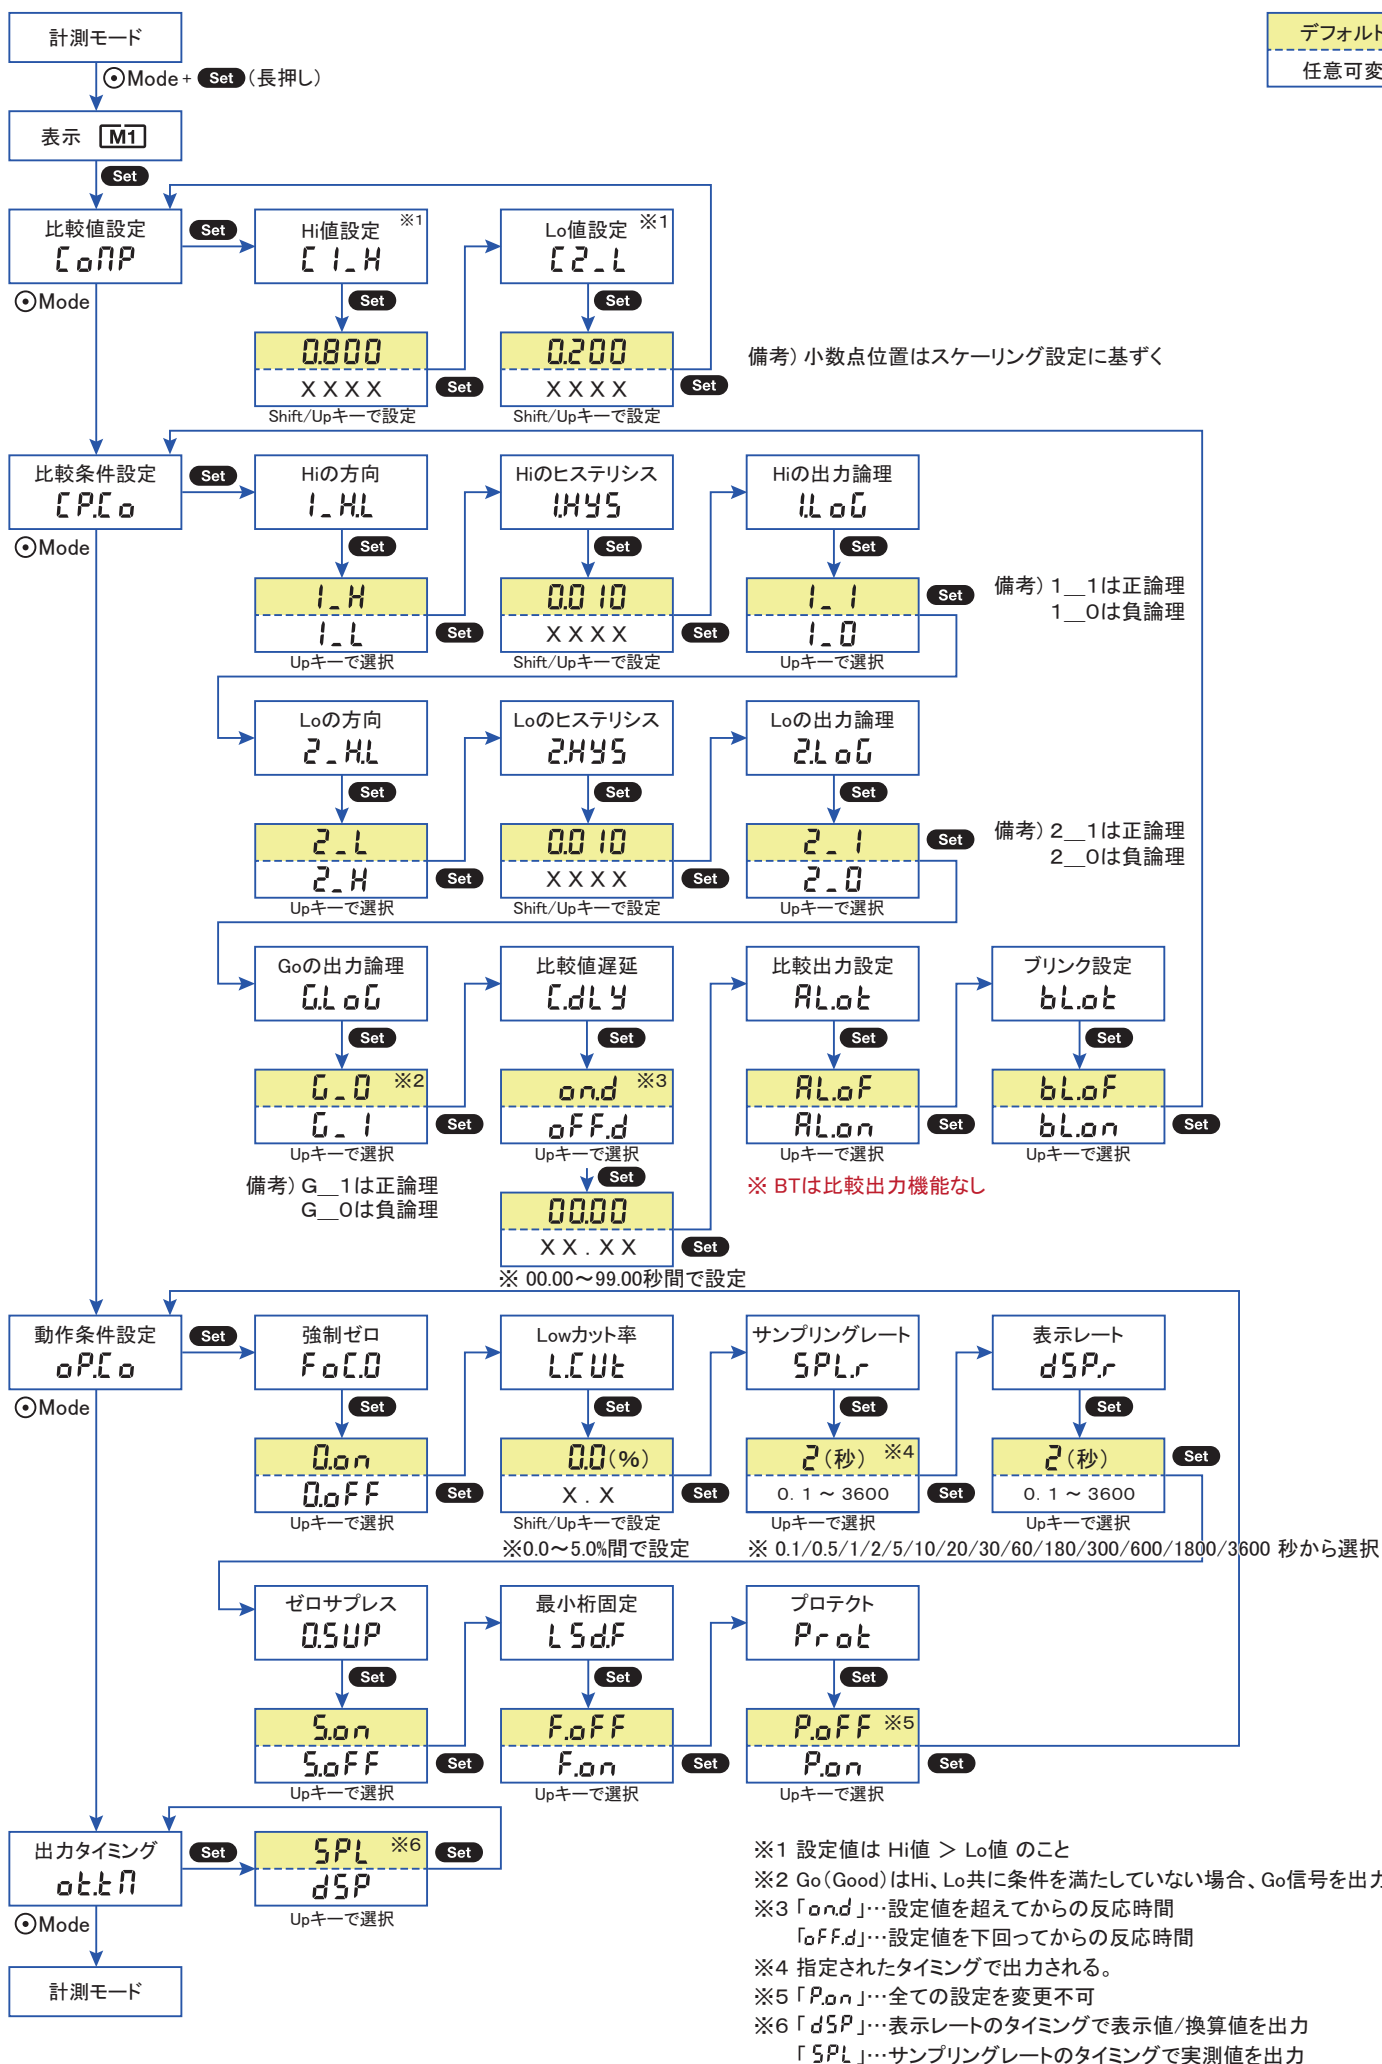 計測モード
デフォルト
任意可変
Mode + Set (長押し)
表示 M1
Set
比較値設定
CoMP
Set
Hi値設定 ※1
C1_H
Lo値設定 ※1
C2_L
Mode
Set
Set
0.800
XXXX
Set
Shift/Upキーで設定
0.200
XXXX
Set
Shift/Upキーで設定
備考) 小数点位置はスケーリング設定に基ずく
比較条件設定
CP.Co
Set
Hiの方向
1_H.L
Hiのヒステリシス
1.HYS
Hiの出力論理
1.LoG
Mode
Set
Set
Set
1_H
1_L
Set
Upキーで選択
0.010
XXXX
Set
Shift/Upキーで設定
1_1
1_0
Set
Upキーで選択
備考) 1__1は正論理
1__0は負論理
Loの方向
2_H.L
Loのヒステリシス
2.HYS
Loの出力論理
2.LoG
Set
Set
Set
2_L
2_H
Set
Upキーで選択
0.010
XXXX
Set
Shift/Upキーで設定
2_1
2_0
Set
Upキーで選択
備考) 2__1は正論理
2__0は負論理
Goの出力論理
G.LoG
比較値遅延
C.dLY
比較出力設定
AL.ot
ブリンク設定
bL.ot
Set
Set
Set
Set
G_0 ※2
G_1
Set
Upキーで選択
on.d ※3
oFF.d
Upキーで選択
AL.oF
AL.on
Set
Upキーで選択
bL.oF
bL.on
Set
Upキーで選択
備考) G__1は正論理
G__0は負論理
Set
00.00
XX.XX
Set
※ 00.00～99.00秒間で設定
※ BTは比較出力機能なし
動作条件設定
oP.Co
Set
強制ゼロ
FoC.0
Lowカット率
L.CUt
サンプリングレート
SPL.r
表示レート
dSP.r
Mode
Set
Set
Set
Set
0.on
0.oFF
Set
Upキーで選択
0.0(%)
X.X
Set
Shift/Upキーで設定
※0.0～5.0%間で設定
2(秒) ※4
0.1～3600
Set
Upキーで選択
2(秒)
0.1～3600
Set
Upキーで選択
※ 0.1/0.5/1/2/5/10/20/30/60/180/300/600/1800/3600 秒から選択
ゼロサプレス
0.SUP
最小桁固定
LSd.F
プロテクト
Prot
Set
Set
Set
S.on
S.oFF
Set
Upキーで選択
F.oFF
F.on
Set
Upキーで選択
P.oFF ※5
P.on
Set
Upキーで選択
出力タイミング
ot.tM
Set
SPL ※6
dSP
Set
Upキーで選択
Mode
計測モード
※1 設定値は Hi値 ＞ Lo値 のこと
※2 Go(Good)はHi、Lo共に条件を満たしていない場合、Go信号を出力
※3 「on.d」…設定値を超えてからの反応時間
「oFF.d」…設定値を下回ってからの反応時間
※4 指定されたタイミングで出力される。
※5 「P.on」…全ての設定を変更不可
※6 「dSP」…表示レートのタイミングで表示値/換算値を出力
「SPL」…サンプリングレートのタイミングで実測値を出力